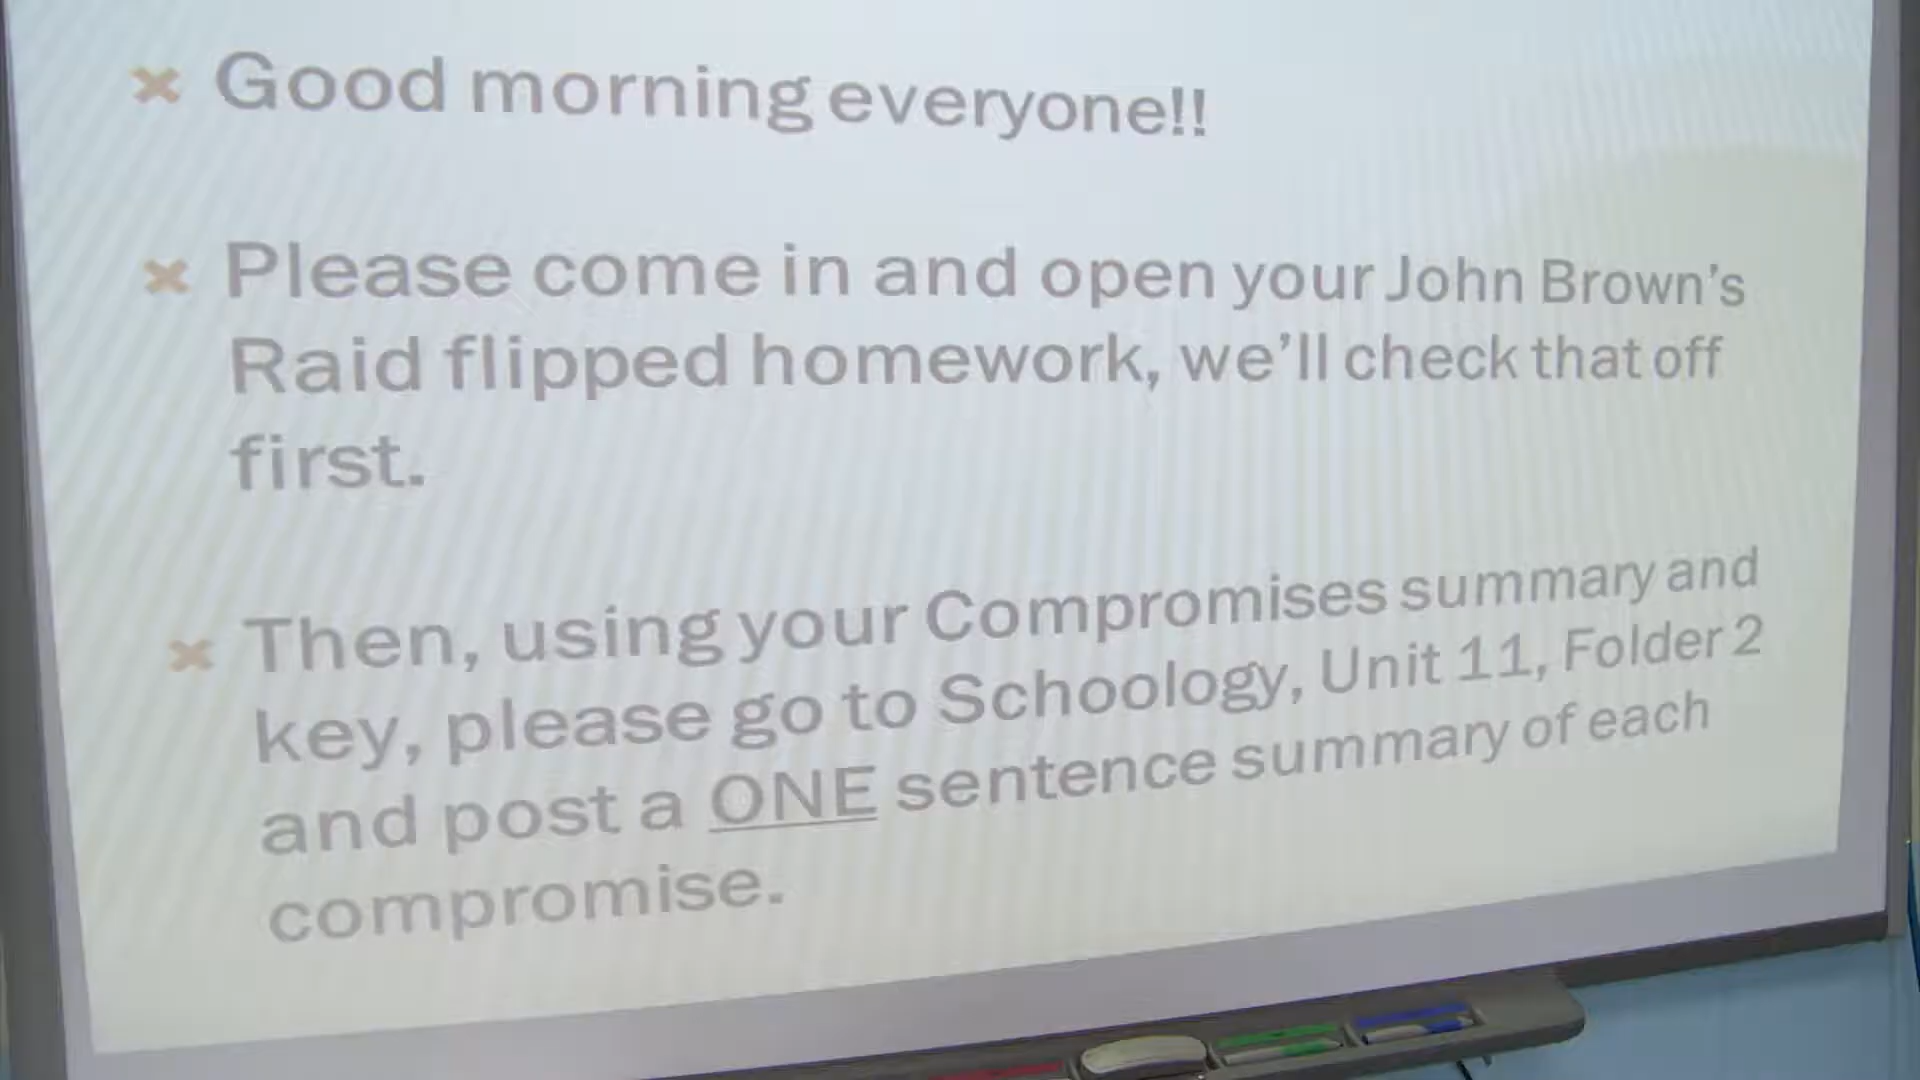 Good morning everyone!!
Please come in and open your John Brown's
Raid flipped homework, we'll check that off
first.
Then, using your Compromises summary and
key, please go to Schoology, Unit 11, Folder 2
and post a ONE sentence summary of each
compromise.